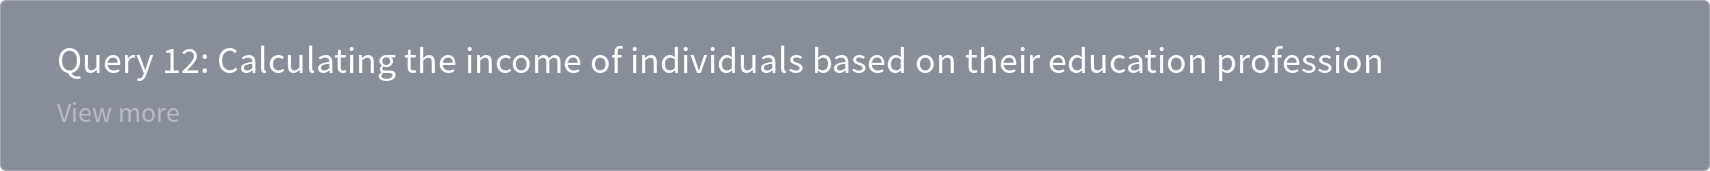 Query 12: Calculating the income of individuals based on their education profession
View more